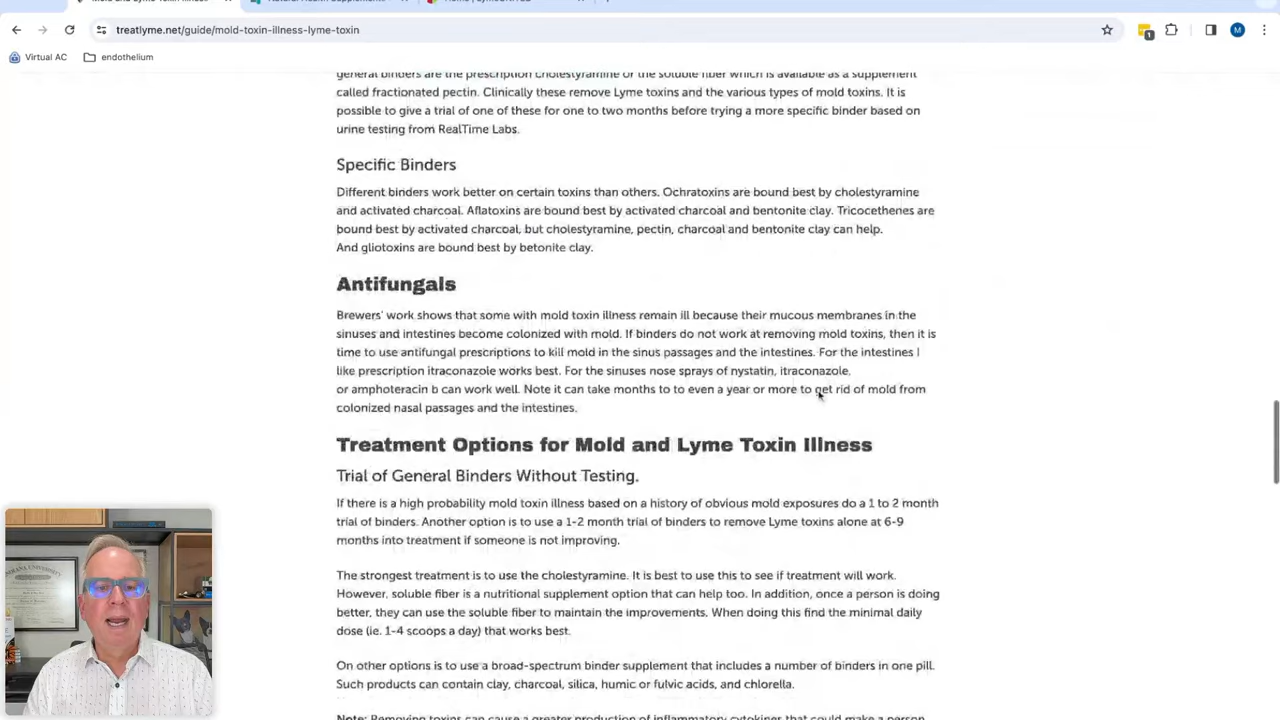 treatlyme.net/guide/mold-toxin-illness-lyme-toxin
1
M
Virtual AC
endothelium
general binders are the prescription cholestyramine or the soluble fiber which is available as a supplement
called fractionated pectin. Clinically these remove Lyme toxins and the various types of mold toxins. It is
possible to give a trial of one of these for one to two months before trying a more specific binder based on
urine testing from RealTime Labs.
Specific Binders
Different binders work better on certain toxins than others. Ochratoxins are bound best by cholestyramine
and activated charcoal. Aflatoxins are bound best by activated charcoal and bentonite clay. Tricocethenes are
bound best by activated charcoal, but cholestyramine, pectin, charcoal and bentonite clay can help.
And gliotoxins are bound best by betonite clay.
Antifungals
Brewers' work shows that some with mold toxin illness remain ill because their mucous membranes in the
sinuses and intestines become colonized with mold. If binders do not work at removing mold toxins, then it is
time to use antifungal prescriptions to kill mold in the sinus passages and the intestines. For the intestines I
like prescription itraconazole works best. For the sinuses nose sprays of nystatin, itraconazole,
or amphoteracin b can work well. Note it can take months to to even a year or more to get rid of mold from
colonized nasal passages and the intestines.
Treatment Options for Mold and Lyme Toxin Illness
Trial of General Binders Without Testing.
If there is a high probability mold toxin illness based on a history of obvious mold exposures do a 1 to 2 month
trial of binders. Another option is to use a 1-2 month trial of binders to remove Lyme toxins alone at 6-9
months into treatment if someone is not improving.
The strongest treatment is to use the cholestyramine. It is best to use this to see if treatment will work.
However, soluble fiber is a nutritional supplement option that can help too. In addition, once a person is doing
better, they can use the soluble fiber to maintain the improvements. When doing this find the minimal daily
dose (ie. 1-4 scoops a day) that works best.
On other options is to use a broad-spectrum binder supplement that includes a number of binders in one pill.
Such products can contain clay, charcoal, silica, humic or fulvic acids, and chlorella.
Note: Removing toxins can cause a greater production of inflammatory cytokines that could make a person